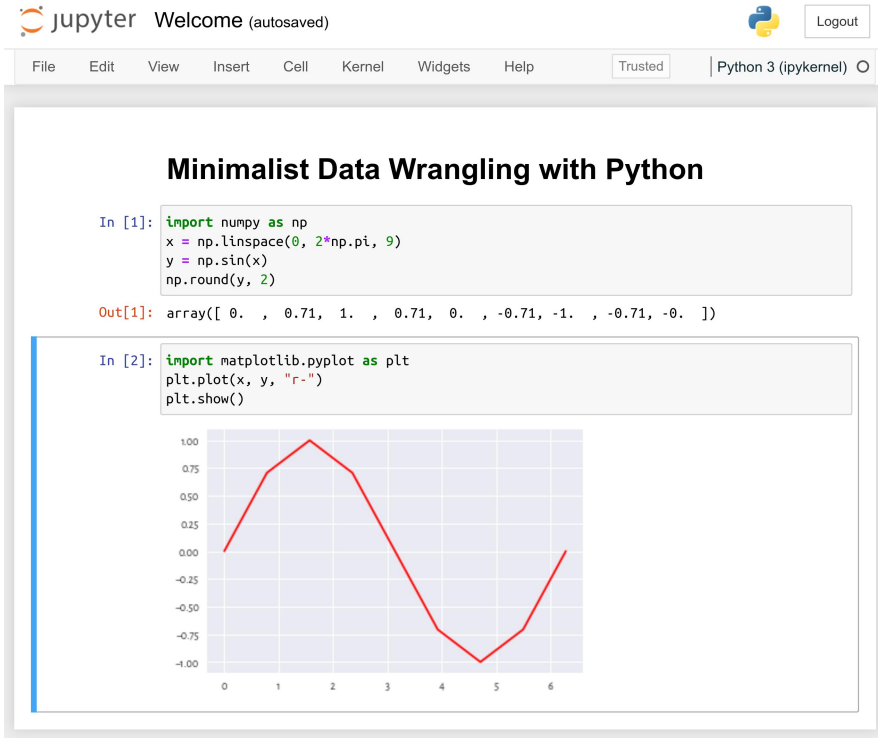 jupyter Welcome (autosaved) Logout
File Edit View Insert Cell Kernel Widgets Help Trusted Python 3 (ipykernel)
Minimalist Data Wrangling with Python
In [1]: import numpy as np
x = np.linspace(0, 2*np.pi, 9)
y = np.sin(x)
np.round(y, 2)
Out[1]: array([ 0.  ,  0.71,  1.  ,  0.71,  0.  , -0.71, -1.  , -0.71, -0.  ])
In [2]: import matplotlib.pyplot as plt
plt.plot(x, y, "r-")
plt.show()
1.00
0.75
0.50
0.25
0.00
-0.25
-0.50
-0.75
-1.00
0 1 2 3 4 5 6